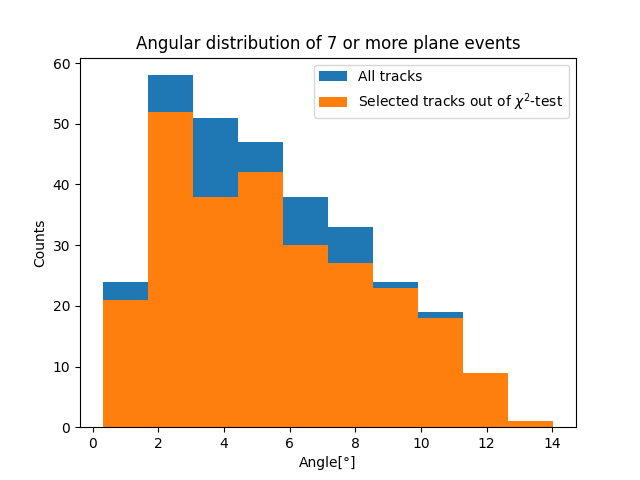 Angular distribution of 7 or more plane events
All tracks
Selected tracks out of χ²-test
Counts
60
50
40
30
20
10
0
0 2 4 6 8 10 12 14
Angle[°]